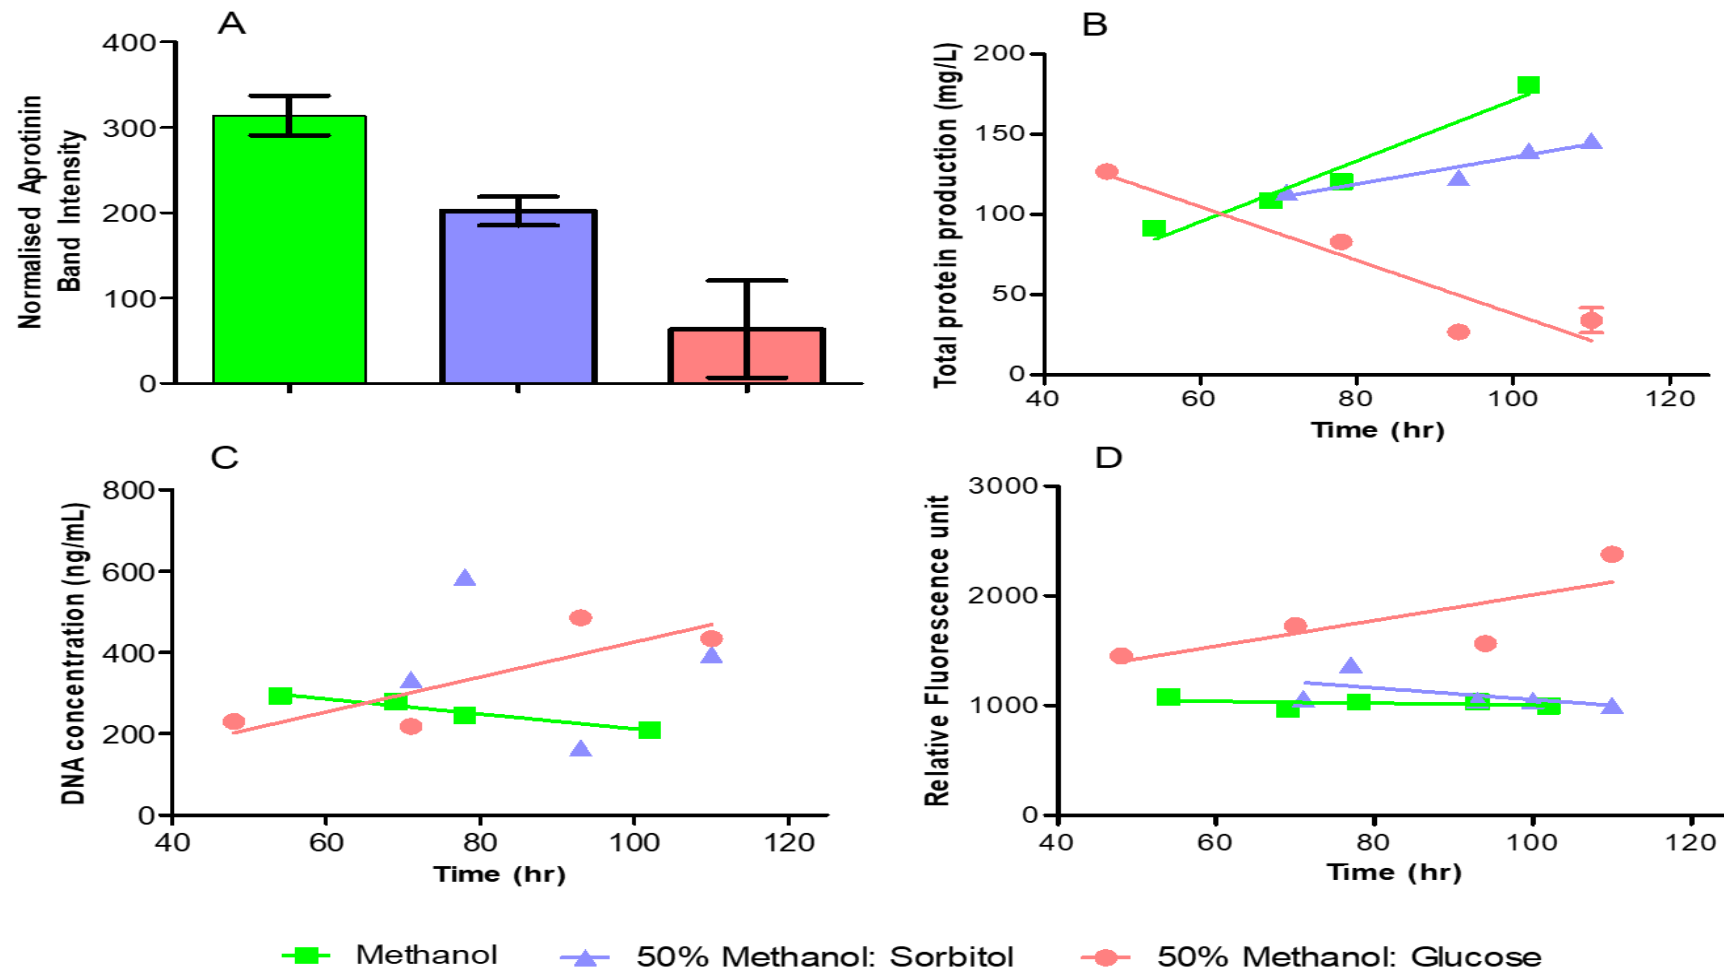 A
Normalised Aprotinin
Band Intensity
400
300
200
100
0
B
Total protein production (mg/L)
200
150
100
50
0
40 60 80 100 120
Time (hr)
C
DNA concentration (ng/mL)
800
600
400
200
0
40 60 80 100 120
Time (hr)
D
Relative Fluorescence unit
3000
2000
1000
0
40 60 80 100 120
Time (hr)
Methanol 50% Methanol: Sorbitol 50% Methanol: Glucose